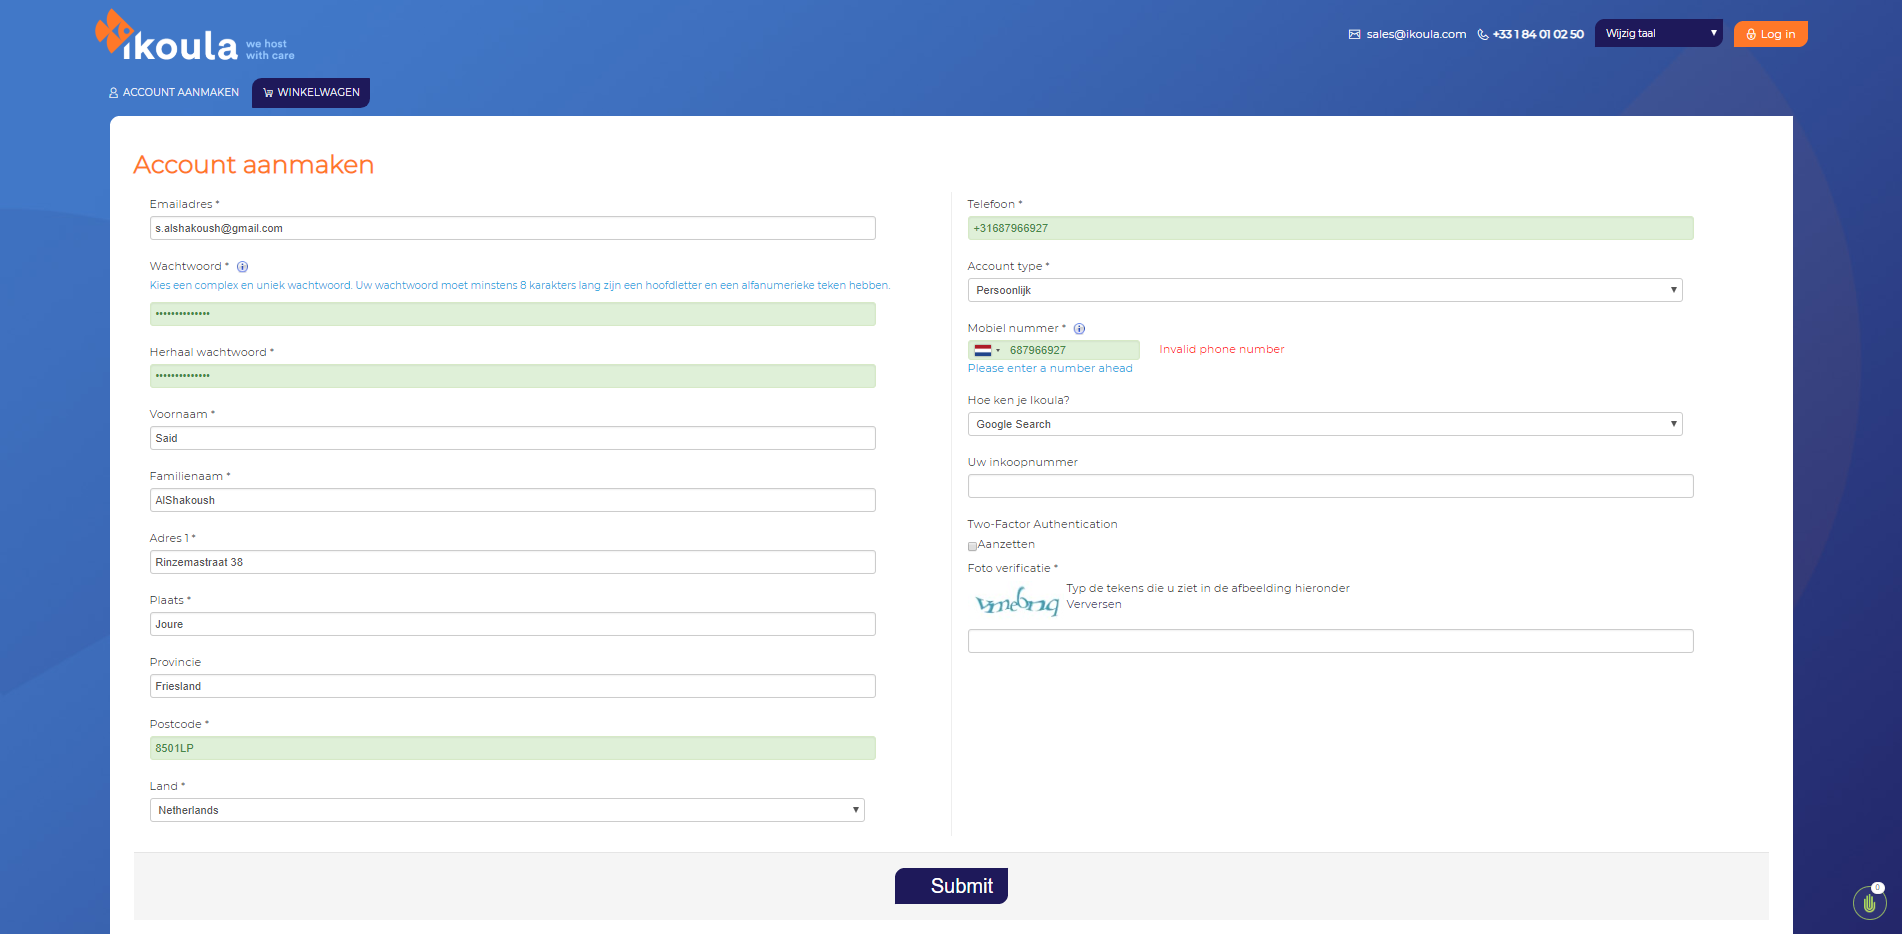 ikoula we host
with care
sales@ikoula.com +33 1 84 01 02 50 Wijzig taal Log in
ACCOUNT AANMAKEN WINKELWAGEN
Account aanmaken
Emailadres *
s.alshakoush@gmail.com
Wachtwoord *
Kies een complex en uniek wachtwoord. Uw wachtwoord moet minstens 8 karakters lang zijn een hoofdletter en een alfanumerieke teken hebben.
••••••••••••••
Herhaal wachtwoord *
••••••••••••••
Voornaam *
Said
Familienaam *
AlShakoush
Adres 1 *
Rinzemastraat 38
Plaats *
Joure
Provincie
Friesland
Postcode *
8501LP
Land *
Netherlands
Telefoon *
+31687966927
Account type *
Persoonlijk
Mobiel nummer *
687966927 Invalid phone number
Please enter a number ahead
Hoe ken je Ikoula?
Google Search
Uw inkoopnummer
Two-Factor Authentication
Aanzetten
Foto verificatie *
Typ de tekens die u ziet in de afbeelding hieronder
Verversen
Submit
0